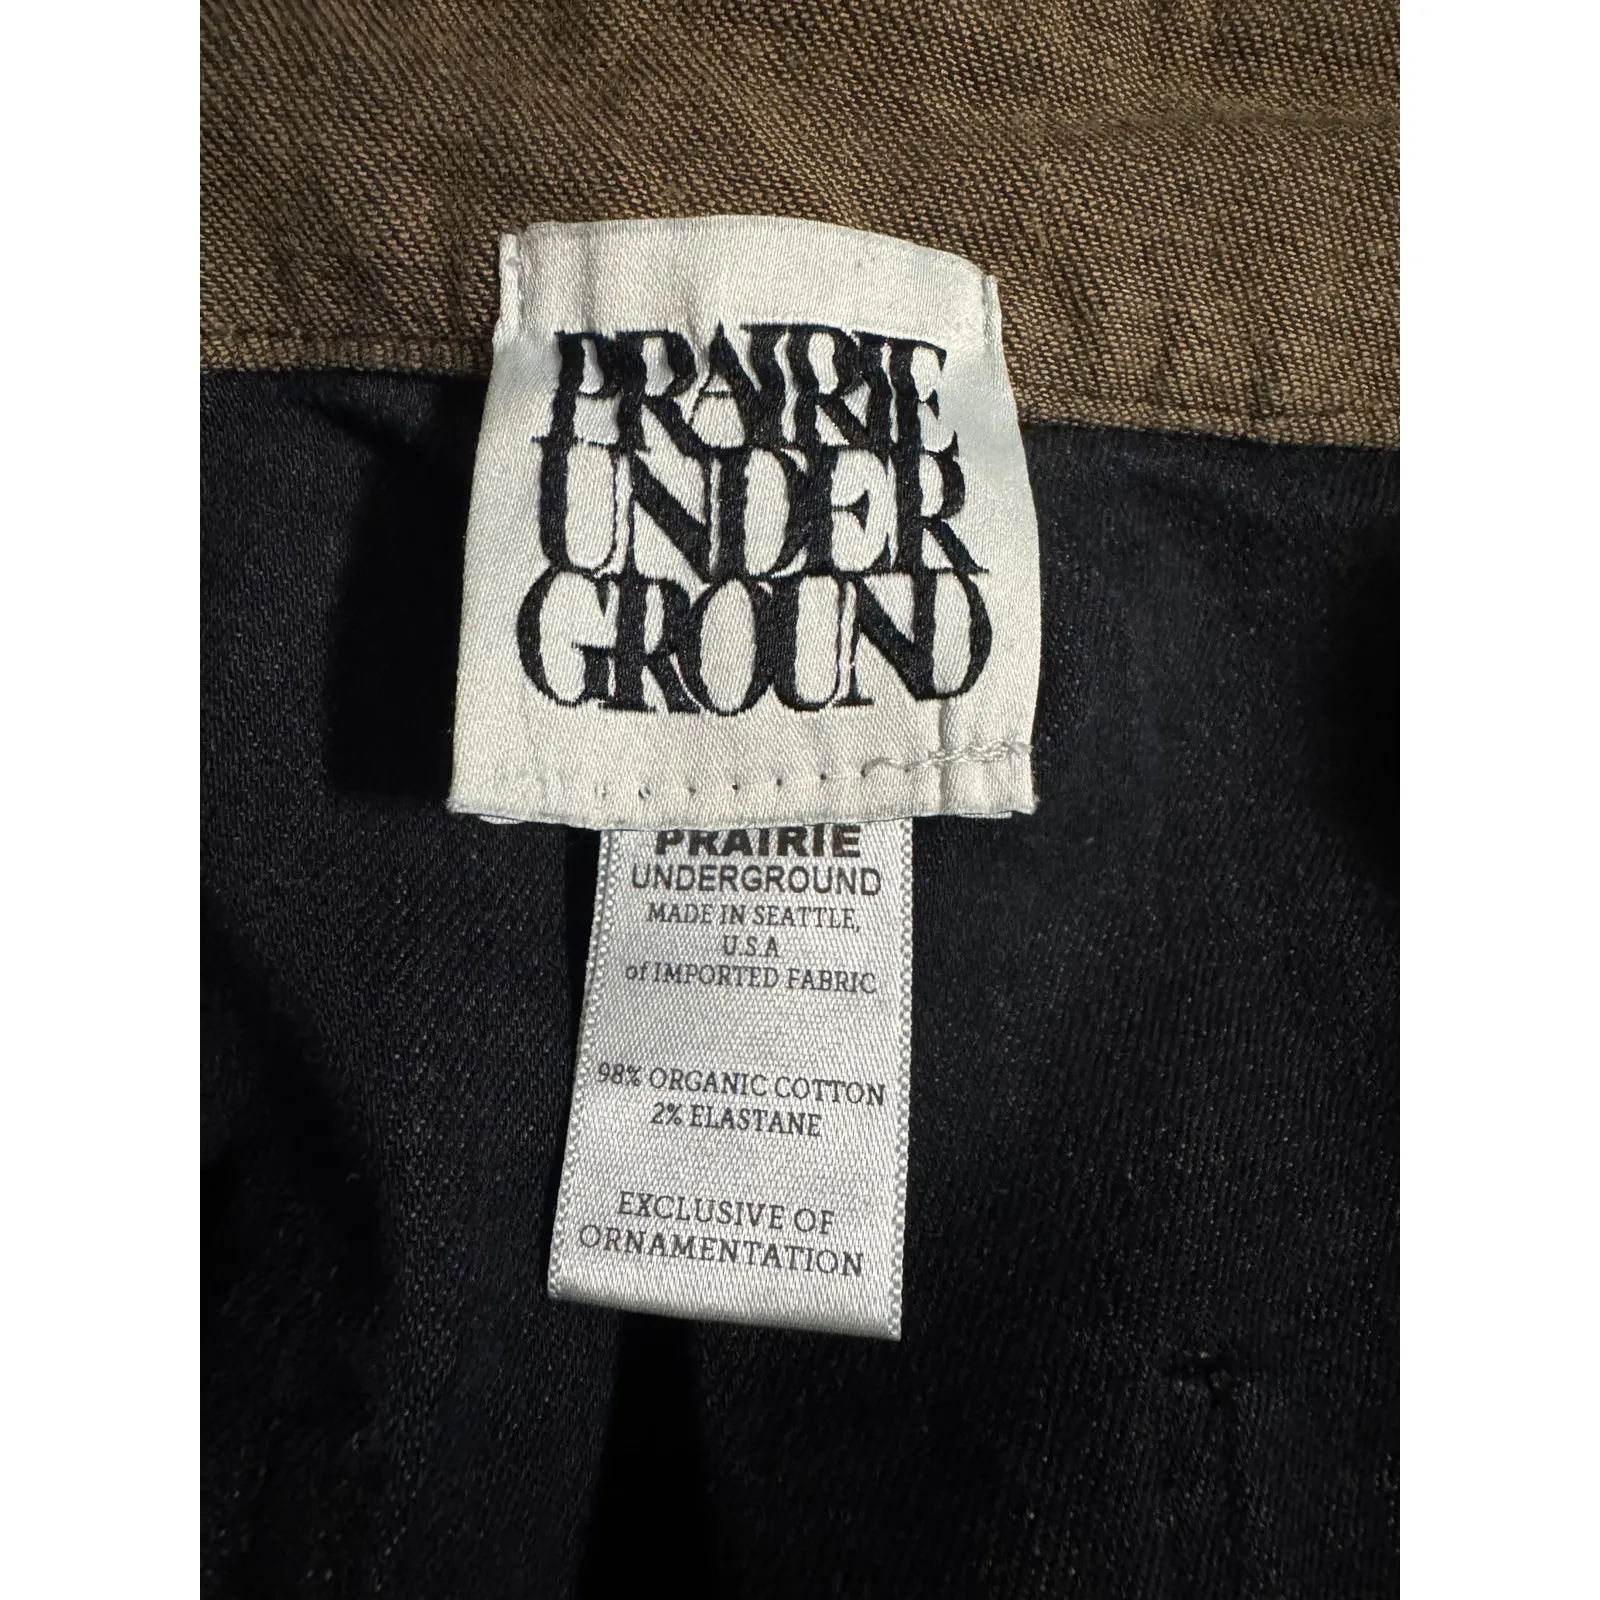 PRAIRIE
UNDER
GROUND
PRAIRIE
UNDERGROUND
MADE IN SEATTLE,
U.S.A
of IMPORTED FABRIC
98% ORGANIC COTTON
2% ELASTANE
EXCLUSIVE OF
ORNAMENTATION